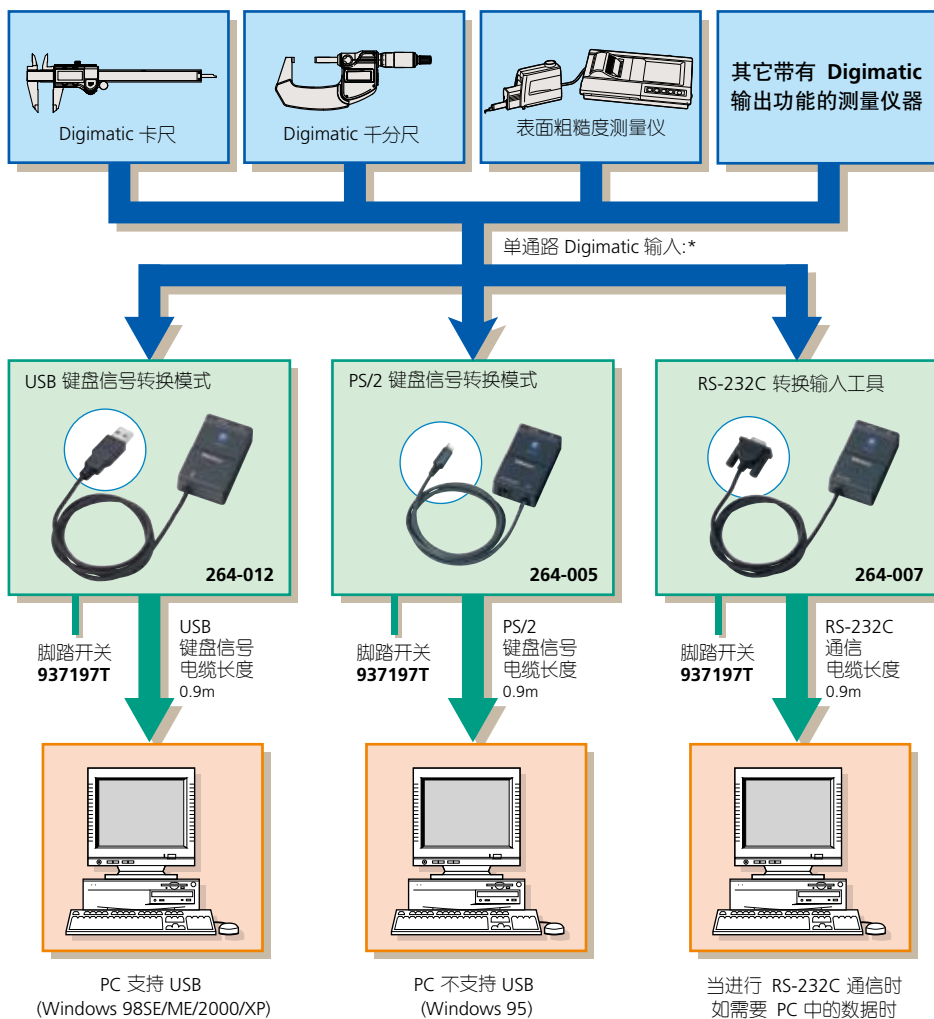 Digimatic 卡尺
Digimatic 千分尺
表面粗糙度测量仪
其它带有 Digimatic
输出功能的测量仪器
单通路 Digimatic 输入:*
USB 键盘信号转换模式
264-012
PS/2 键盘信号转换模式
264-005
RS-232C 转换输入工具
264-007
脚踏开关
937197T
USB
键盘信号
电缆长度
0.9m
脚踏开关
937197T
PS/2
键盘信号
电缆长度
0.9m
脚踏开关
937197T
RS-232C
通信
电缆长度
0.9m
PC 支持 USB
(Windows 98SE/ME/2000/XP)
PC 不支持 USB
(Windows 95)
当进行 RS-232C 通信时
如需要 PC 中的数据时